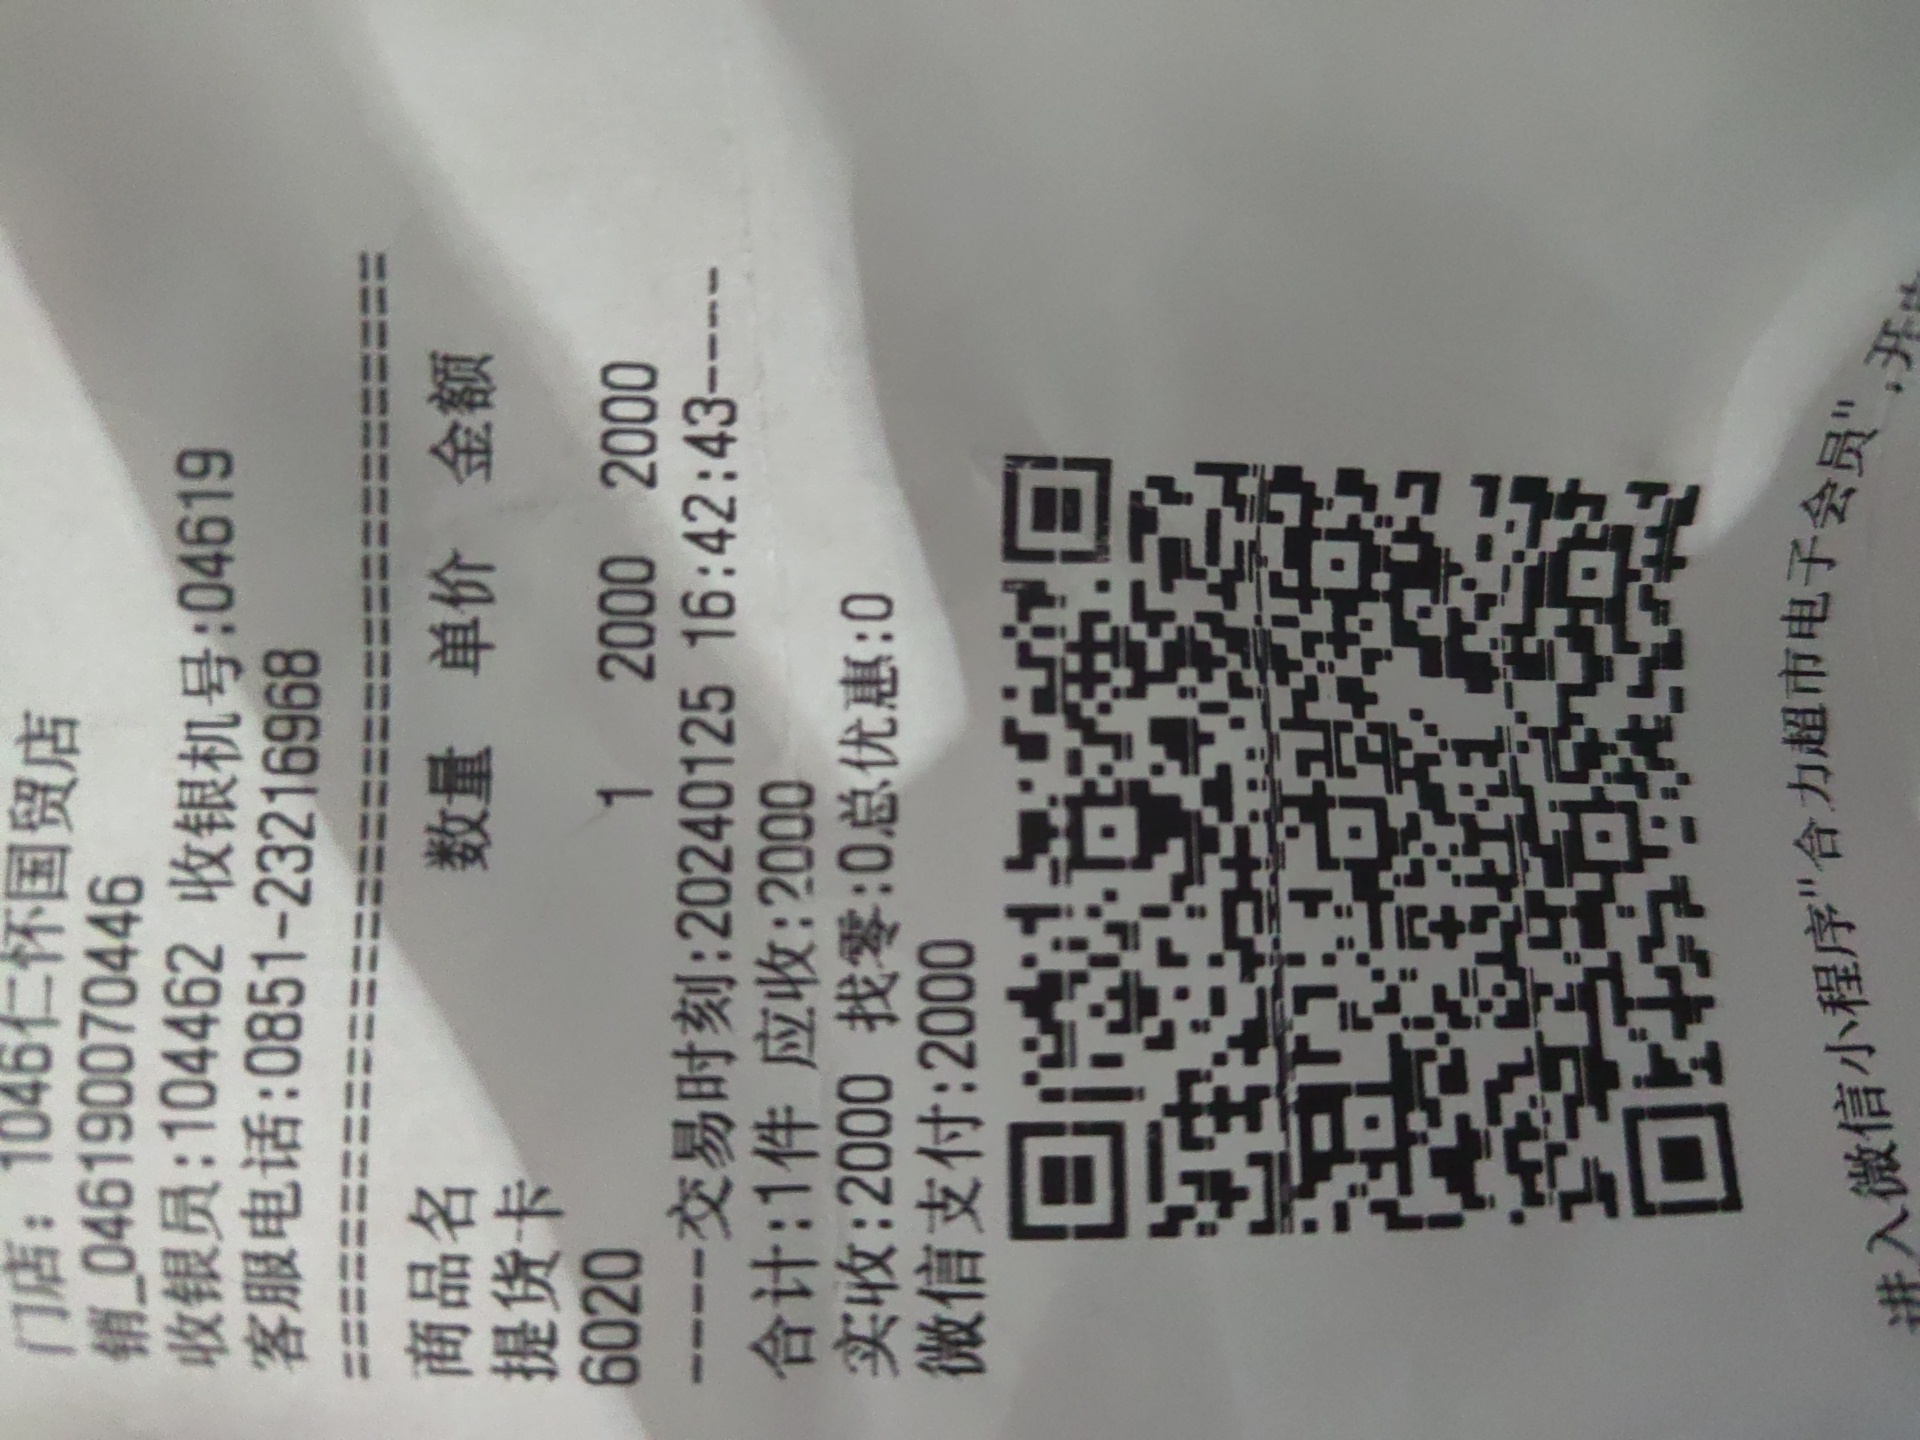 门店: 1046仁怀国贸店
销_046190070446
收银员:104462 收银机号:04619
客服电话:0851-23216968
==========================================
商品名 数量 单价 金额
提货卡
6020 1 2000 2000
-----交易时刻:20240125 16:42:43-----
合计:1件 应收:2000
实收:2000 找零:0总优惠:0
微信支付:2000
进入微信小程序"合力超市电子会员",开